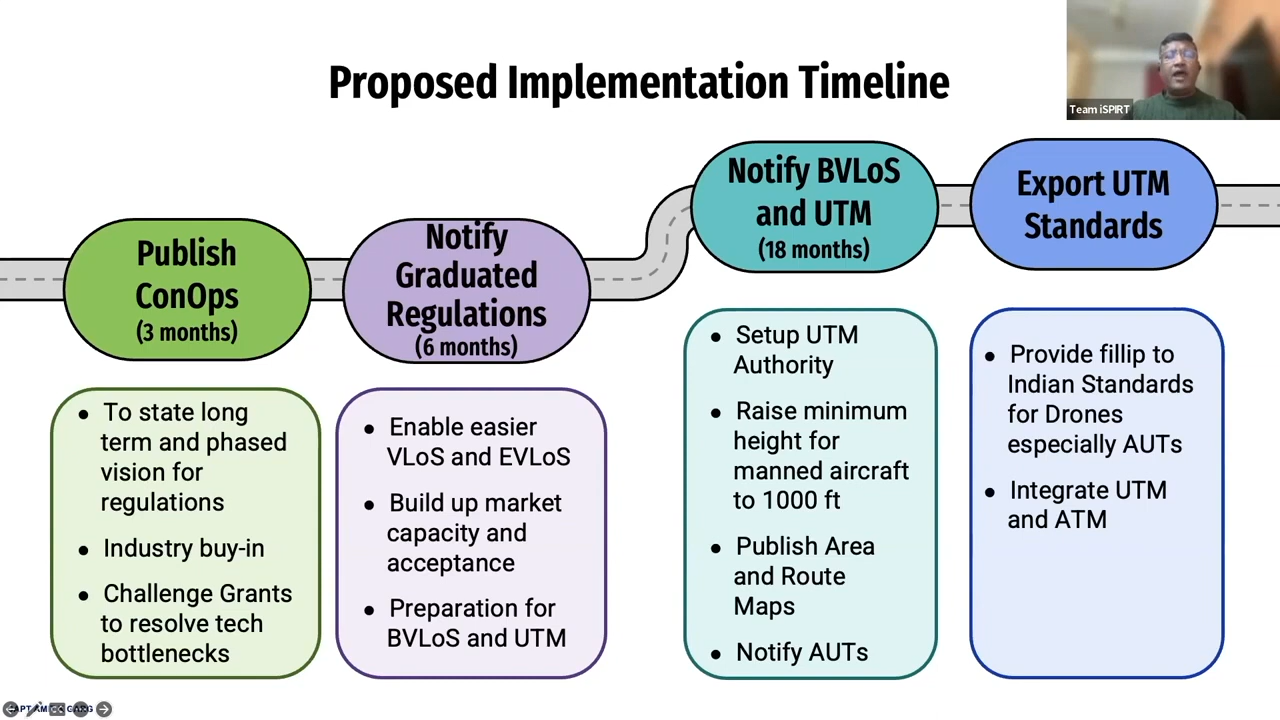 Proposed Implementation Timeline
Team iSPIRT
Publish
ConOps
(3 months)
Notify
Graduated
Regulations
(6 months)
Notify BVLoS
and UTM
(18 months)
Export UTM
Standards
● To state long
term and phased
vision for
regulations
● Industry buy-in
● Challenge Grants
to resolve tech
bottlenecks
● Enable easier
VLoS and EVLoS
● Build up market
capacity and
acceptance
● Preparation for
BVLoS and UTM
● Setup UTM
Authority
● Raise minimum
height for
manned aircraft
to 1000 ft
● Publish Area
and Route
Maps
● Notify AUTs
● Provide fillip to
Indian Standards
for Drones
especially AUTs
● Integrate UTM
and ATM